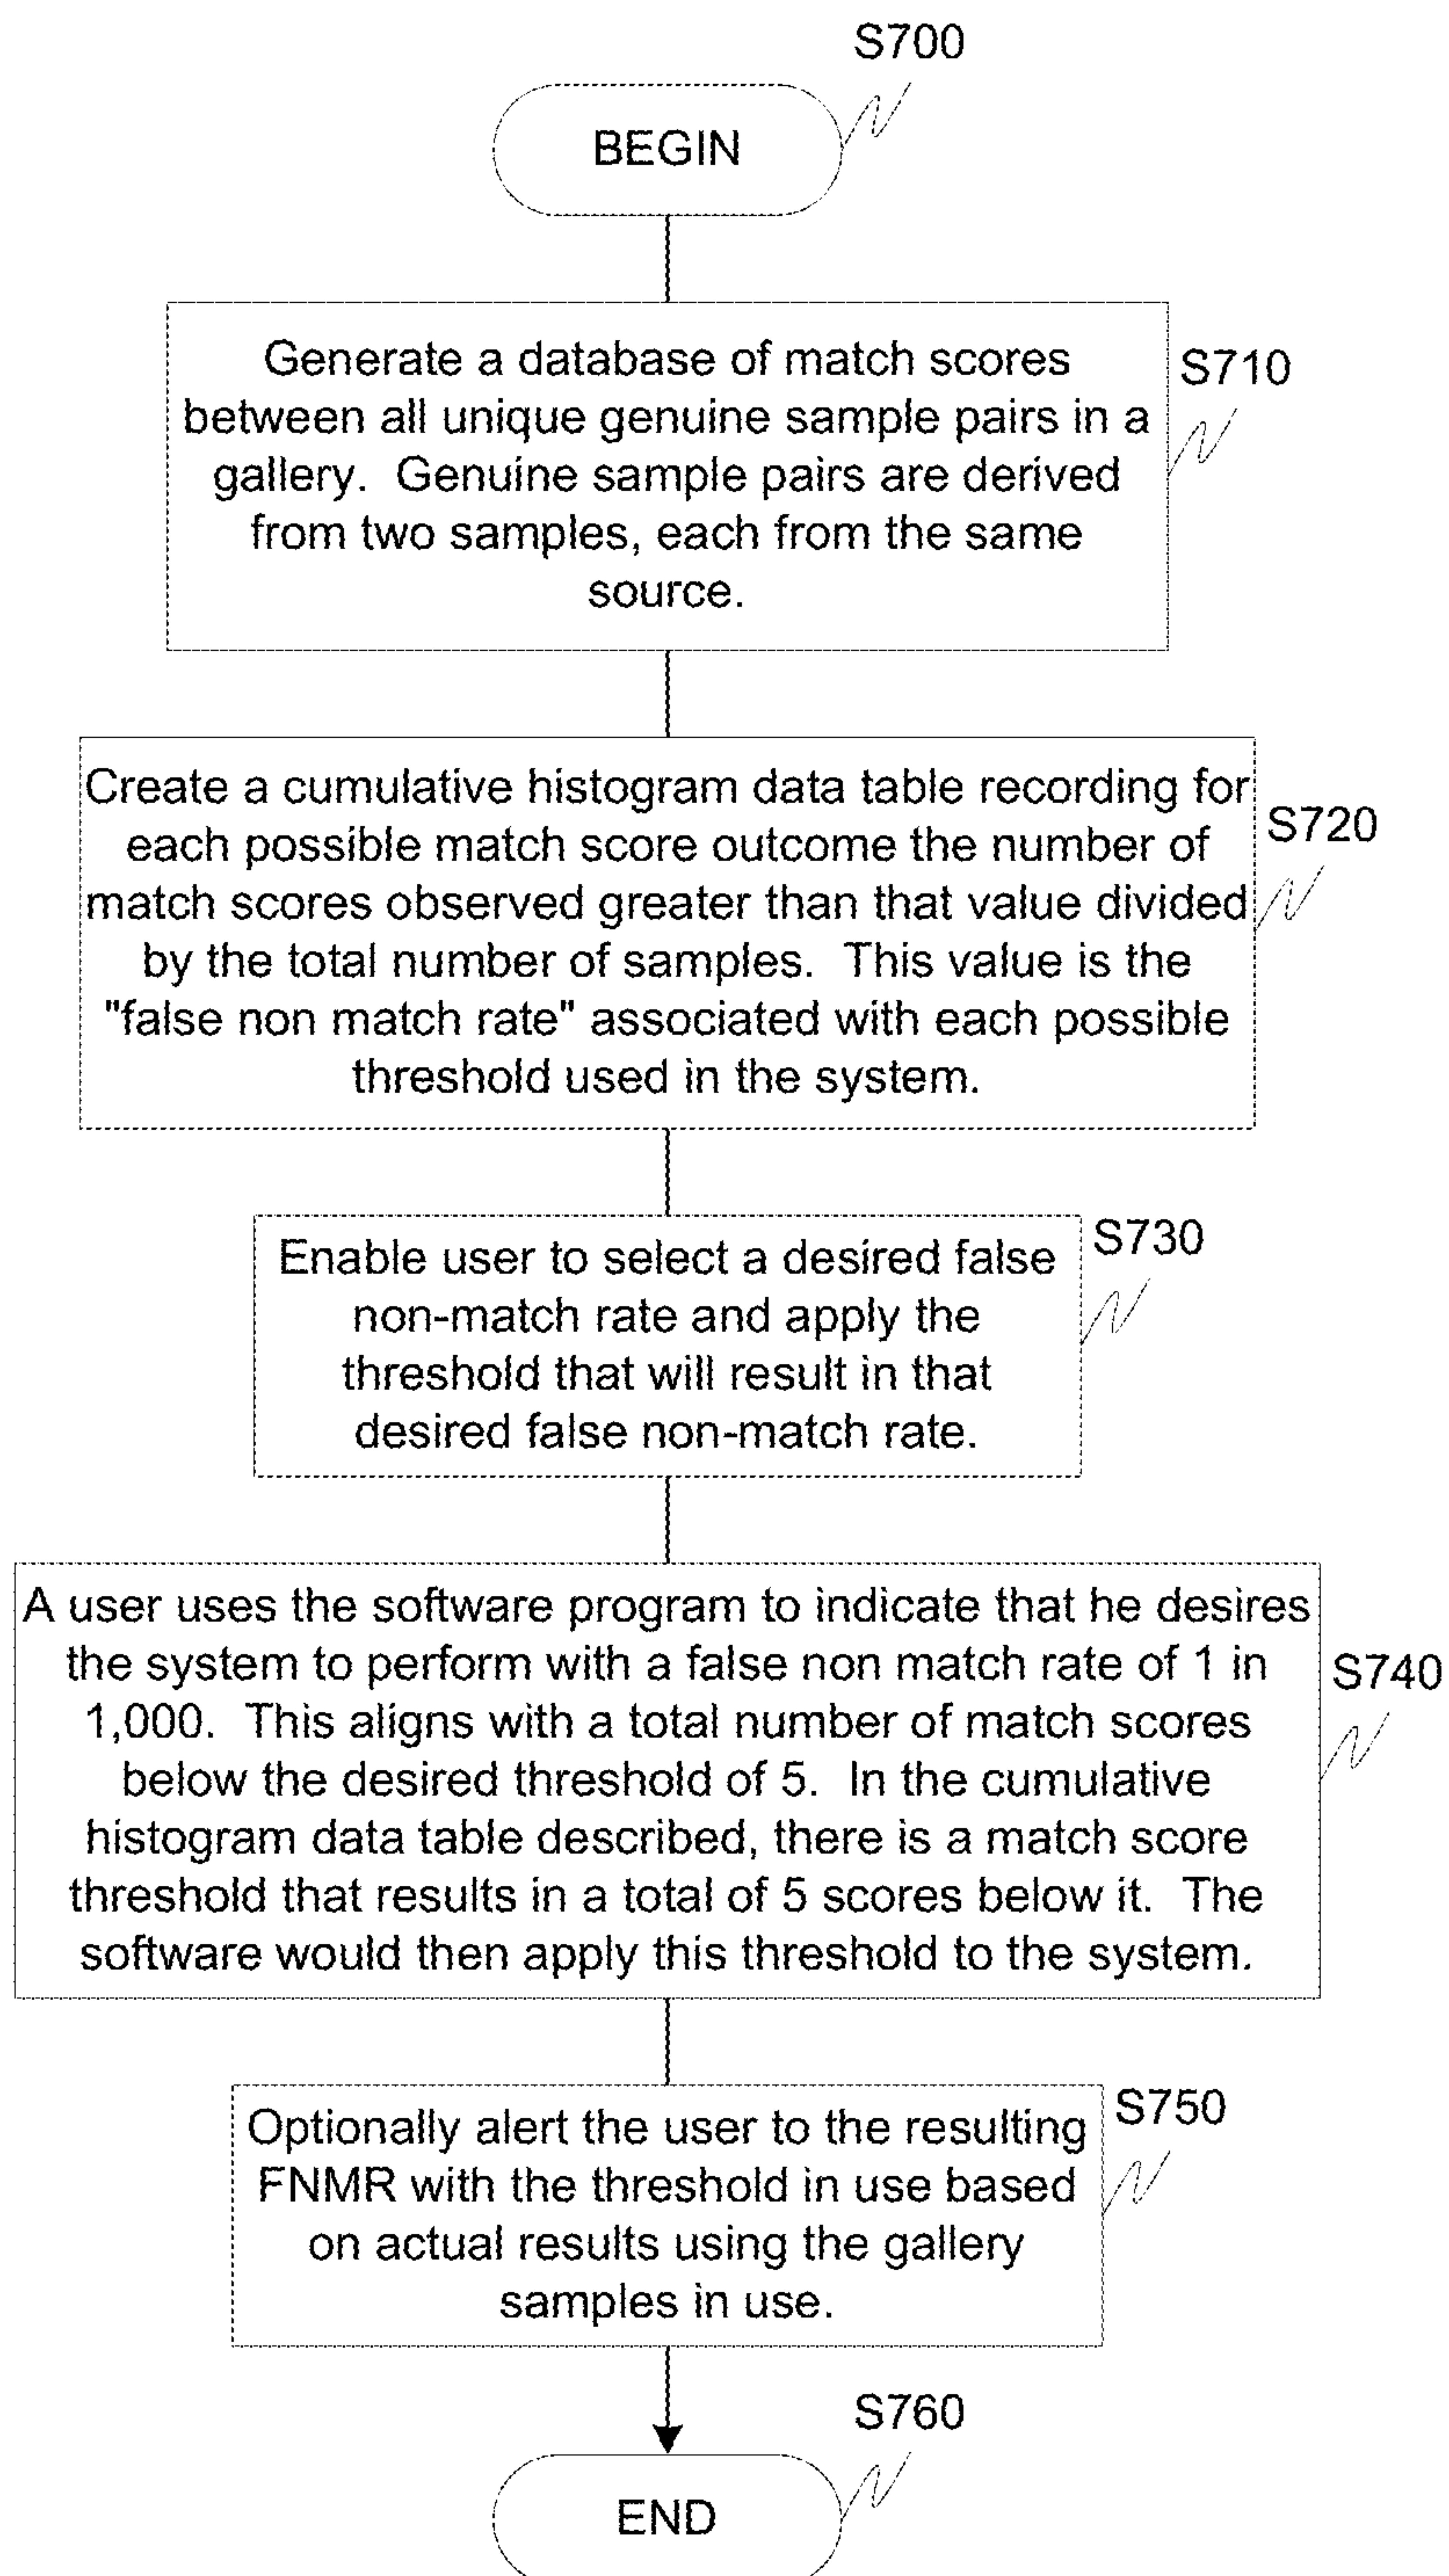 S700
BEGIN
Generate a database of match scores
between all unique genuine sample pairs in a
gallery.  Genuine sample pairs are derived
from two samples, each from the same
source.
S710
Create a cumulative histogram data table recording for
each possible match score outcome the number of
match scores observed greater than that value divided
by the total number of samples.  This value is the
"false non match rate" associated with each possible
threshold used in the system.
S720
Enable user to select a desired false
non-match rate and apply the
threshold that will result in that
desired false non-match rate.
S730
A user uses the software program to indicate that he desires
the system to perform with a false non match rate of 1 in
1,000.  This aligns with a total number of match scores
below the desired threshold of 5.  In the cumulative
histogram data table described, there is a match score
threshold that results in a total of 5 scores below it.  The
software would then apply this threshold to the system.
S740
Optionally alert the user to the resulting
FNMR with the threshold in use based
on actual results using the gallery
samples in use.
S750
S760
END